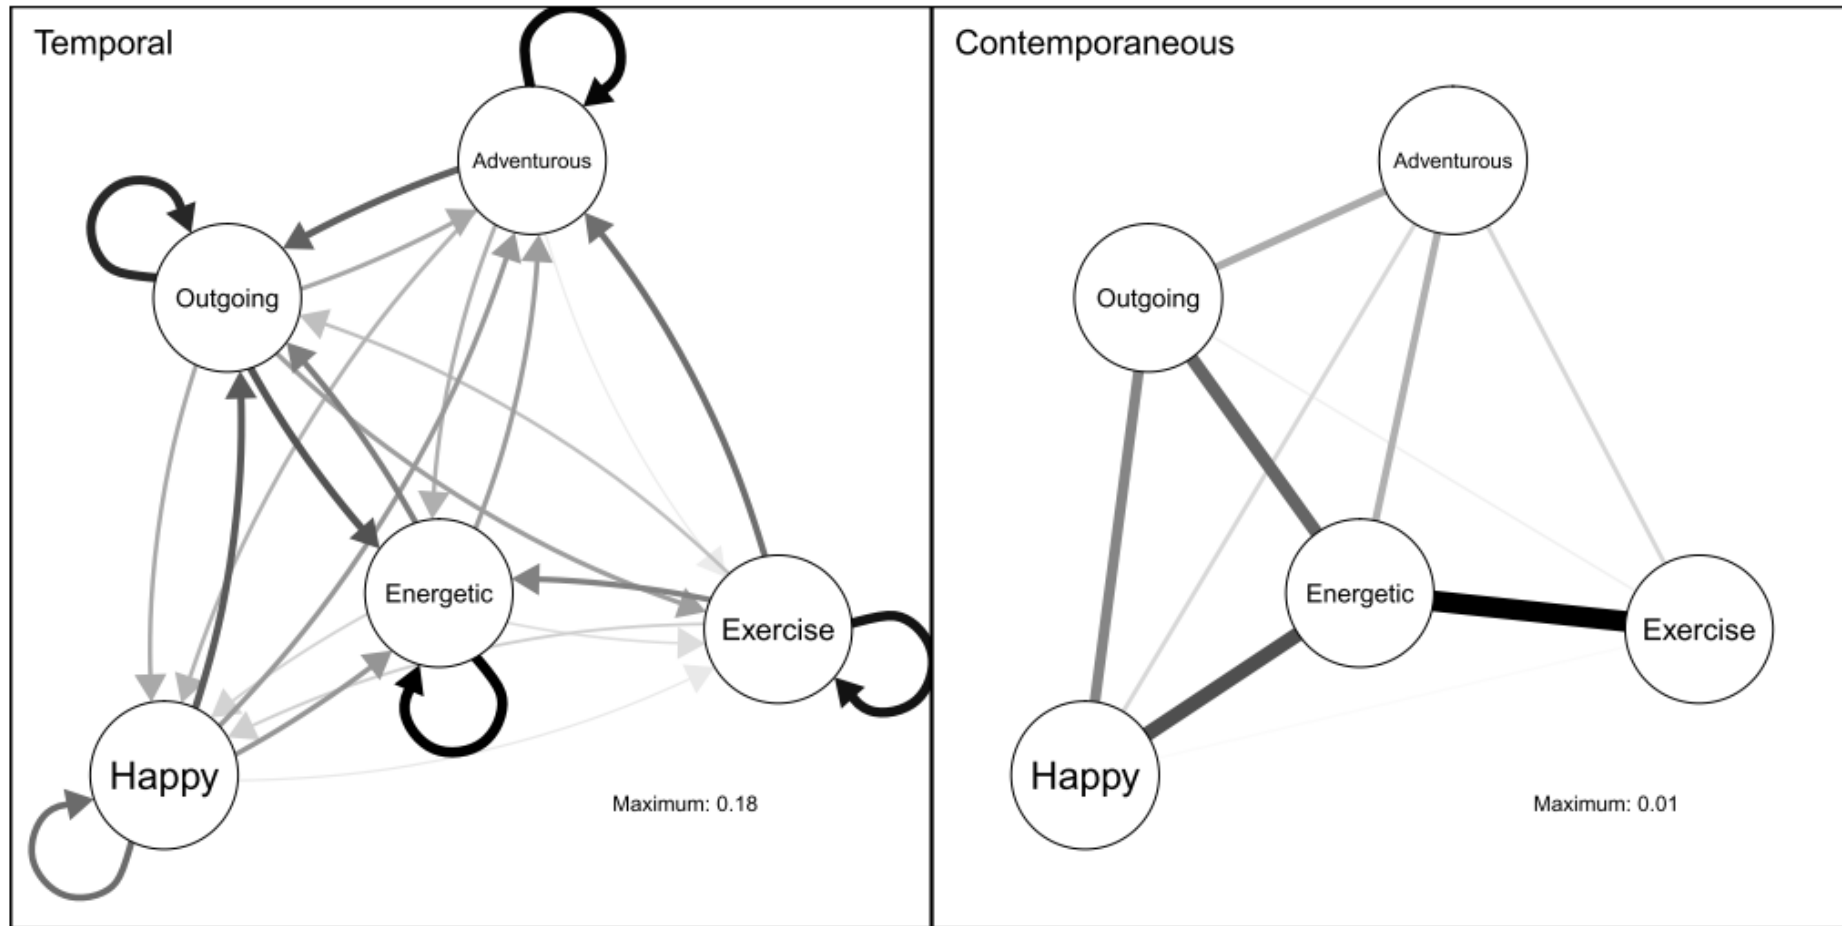 Temporal
Adventurous
Outgoing
Energetic
Exercise
Happy
Maximum: 0.18
Contemporaneous
Adventurous
Outgoing
Energetic
Exercise
Happy
Maximum: 0.01